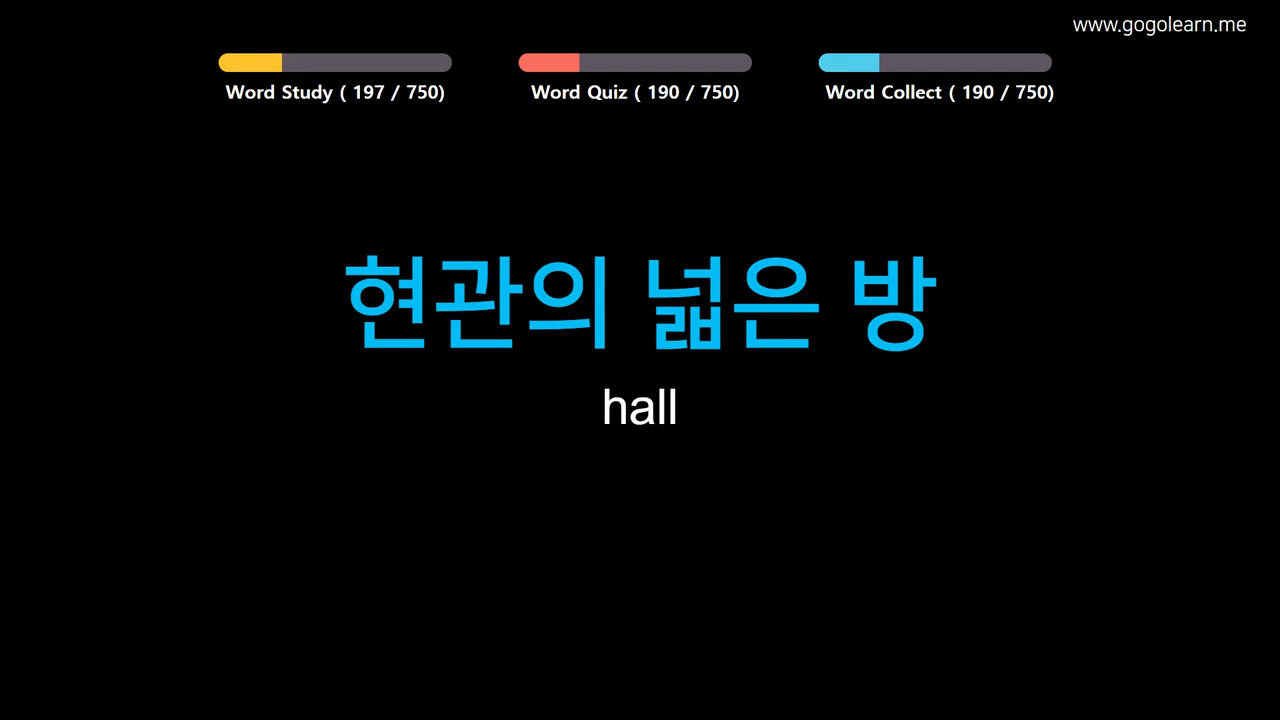 www.gogolearn.me
Word Study ( 197 / 750)
Word Quiz ( 190 / 750)
Word Collect ( 190 / 750)
현관의 넓은 방
hall